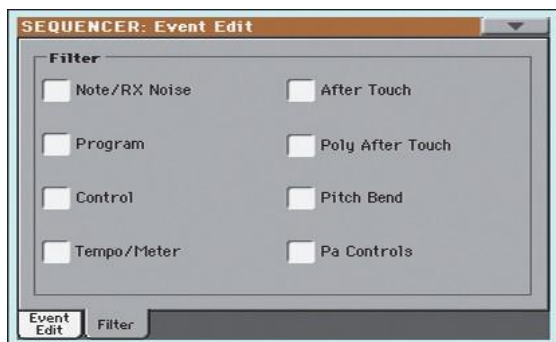 SEQUENCER: Event Edit
Filter
Note/RX Noise
After Touch
Program
Poly After Touch
Control
Pitch Bend
Tempo/Meter
Pa Controls
Event
Edit
Filter